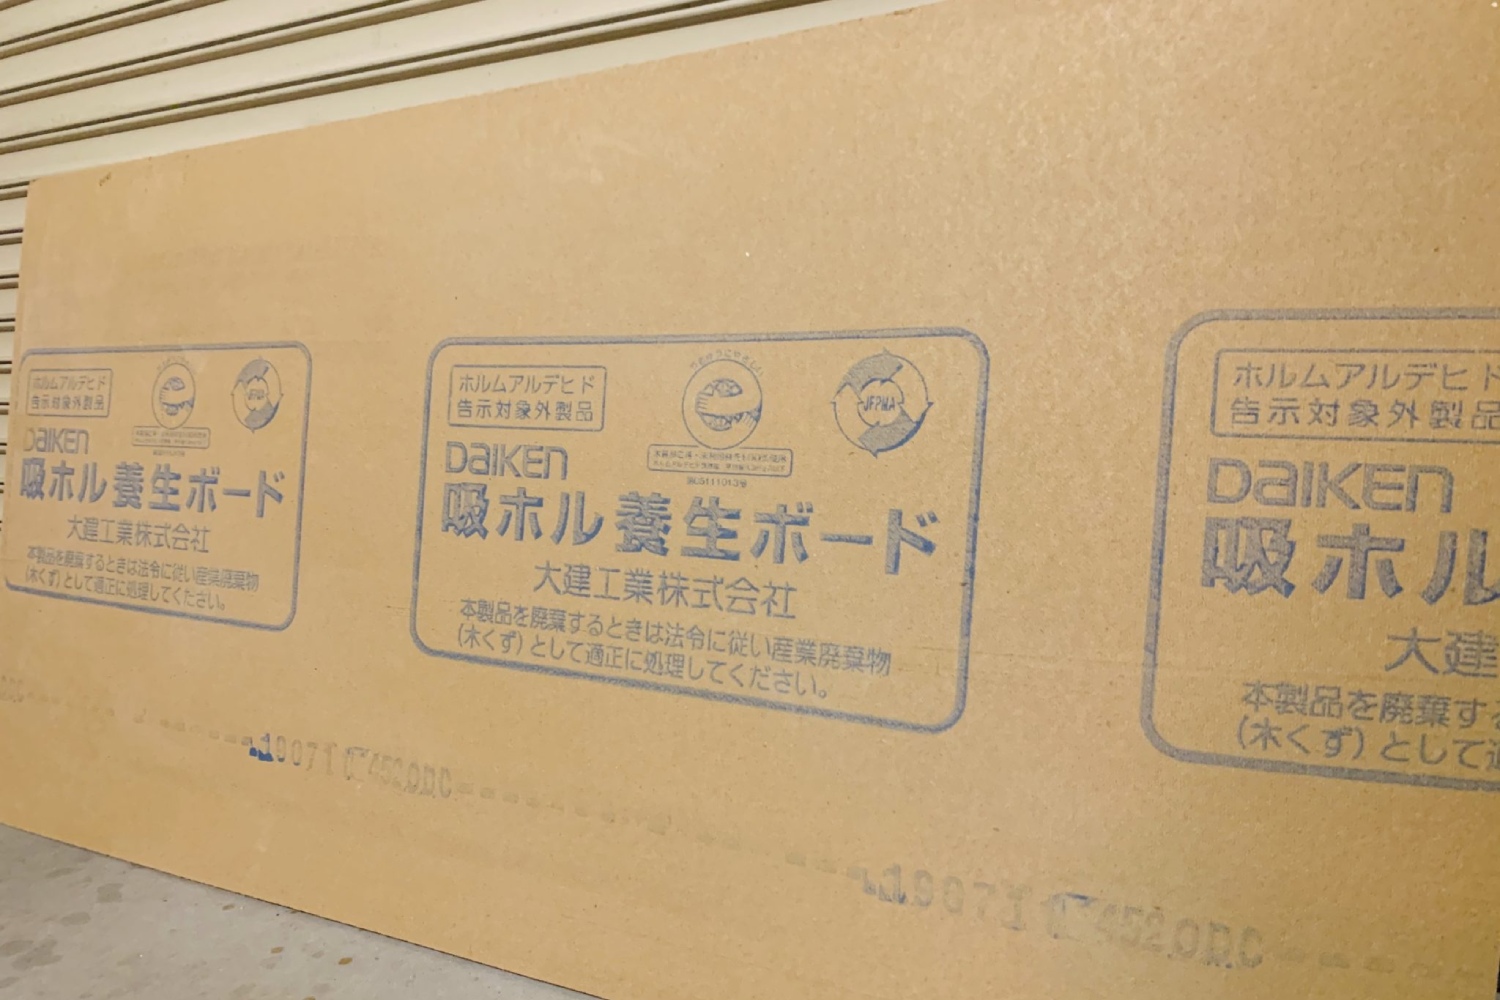 ホルムアルデヒド
告示対象外製品
DAIKEN
吸ホル養生ボード
大建工業株式会社
本製品を廃棄するときは法令に従い産業廃棄物
(木くず)として適正に処理してください。
ホルムアルデヒド
告示対象外製品
JFPMA
DAIKEN
吸ホル養生ボード
大建工業株式会社
本製品を廃棄するときは法令に従い産業廃棄物
(木くず)として適正に処理してください。
ホルムアルデヒド
告示対象外製品
DAIKEN
吸ホル
大建
本製品を廃棄す
(木くず)として